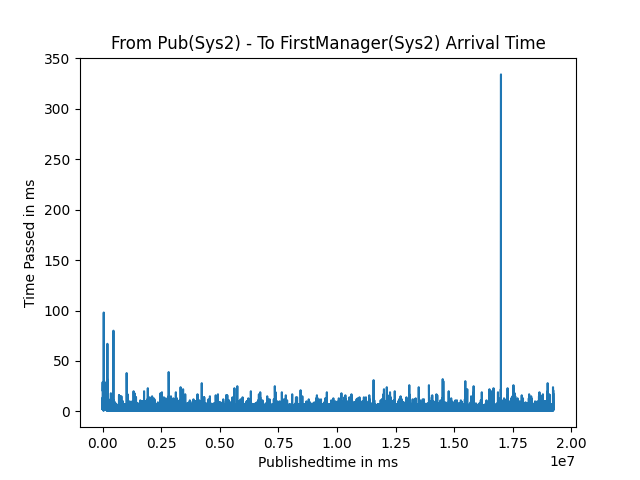 From Pub(Sys2) - To FirstManager(Sys2) Arrival Time
350
300
250
200
150
100
50
0
Time Passed in ms
0.00 0.25 0.50 0.75 1.00 1.25 1.50 1.75 2.00
1e7
Publishedtime in ms